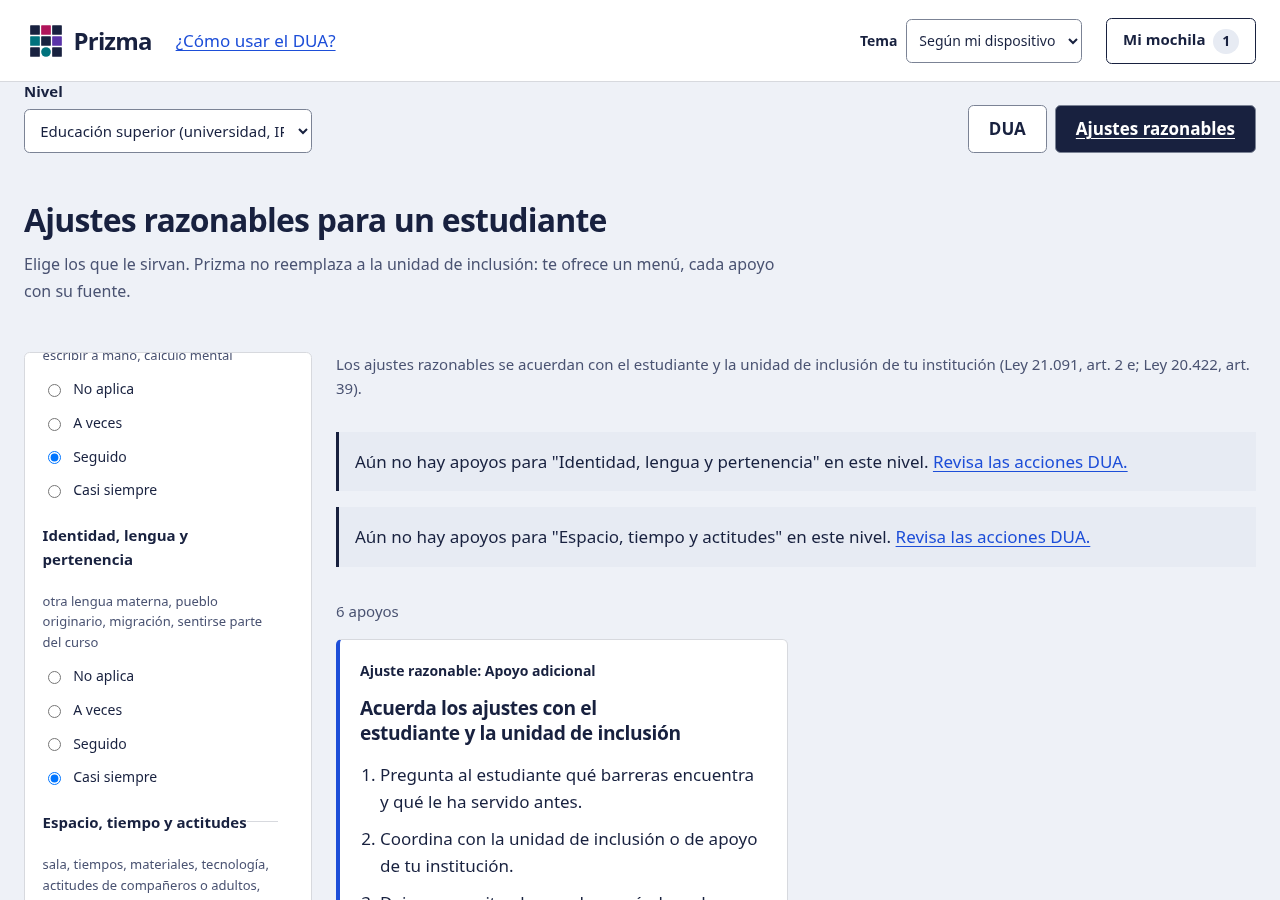 Prizma
¿Cómo usar el DUA?
Tema
Según mi dispositivo
Mi mochila 1
Nivel
Educación superior (universidad, IP
DUA
Ajustes razonables
Ajustes razonables para un estudiante
Elige los que le sirvan. Prizma no reemplaza a la unidad de inclusión: te ofrece un menú, cada apoyo
con su fuente.
escribir a mano, cálculo mental
No aplica
A veces
Seguido
Casi siempre
Identidad, lengua y
pertenencia
otra lengua materna, pueblo
originario, migración, sentirse parte
del curso
No aplica
A veces
Seguido
Casi siempre
Espacio, tiempo y actitudes
sala, tiempos, materiales, tecnología,
actitudes de compañeros o adultos,
Los ajustes razonables se acuerdan con el estudiante y la unidad de inclusión de tu institución (Ley 21.091, art. 2 e; Ley 20.422, art.
39).
Aún no hay apoyos para "Identidad, lengua y pertenencia" en este nivel. Revisa las acciones DUA.
Aún no hay apoyos para "Espacio, tiempo y actitudes" en este nivel. Revisa las acciones DUA.
6 apoyos
Ajuste razonable: Apoyo adicional
Acuerda los ajustes con el
estudiante y la unidad de inclusión
1. Pregunta al estudiante qué barreras encuentra
y qué le ha servido antes.
2. Coordina con la unidad de inclusión o de apoyo
de tu institución.